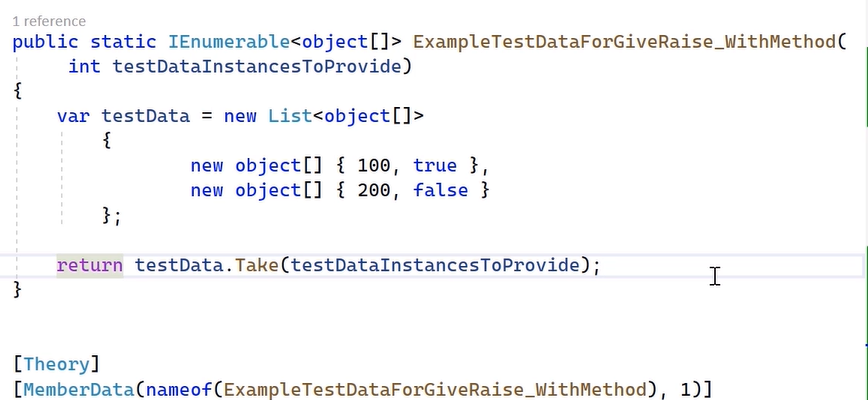 1 reference
public static IEnumerable<object[]> ExampleTestDataForGiveRaise_WithMethod(
int testDataInstancesToProvide)
{
var testData = new List<object[]>
{
new object[] { 100, true },
new object[] { 200, false }
};
return testData.Take(testDataInstancesToProvide);
}
[Theory]
[MemberData(nameof(ExampleTestDataForGiveRaise_WithMethod), 1)]